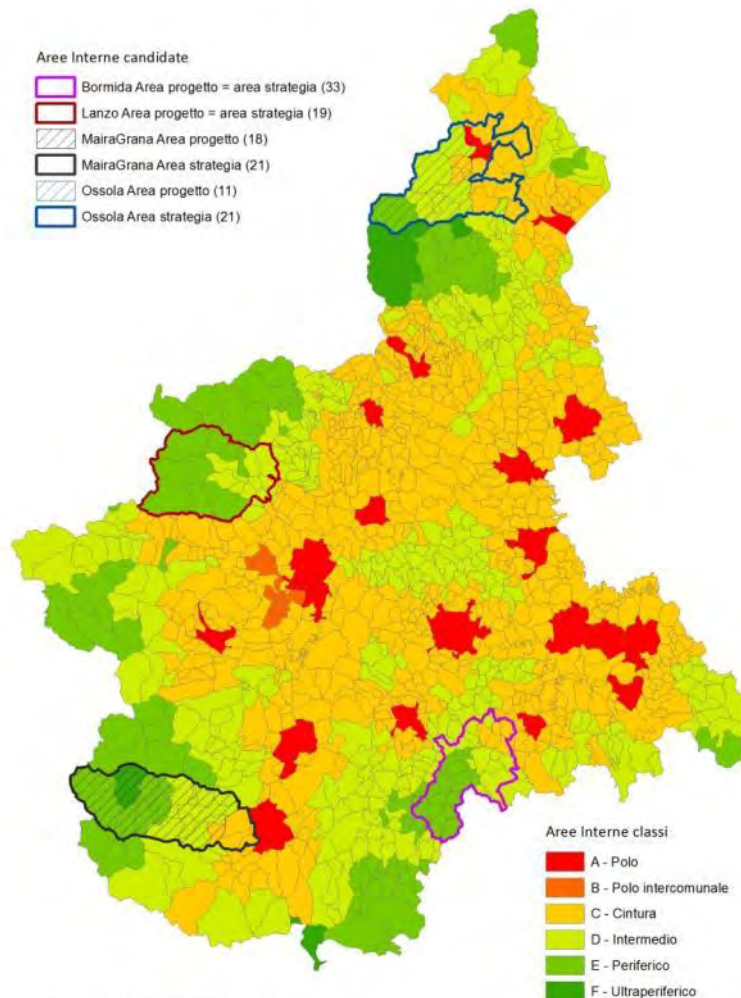 Aree Interne candidate
Bormida Area progetto = area strategia (33)
Lanzo Area progetto = area strategia (19)
MairaGrana Area progetto (18)
MairaGrana Area strategia (21)
Ossola Area progetto (11)
Ossola Area strategia (21)
Aree Interne classi
A - Polo
B - Polo intercomunale
C - Cintura
D - Intermedio
E - Periferico
F - Ultraperiferico